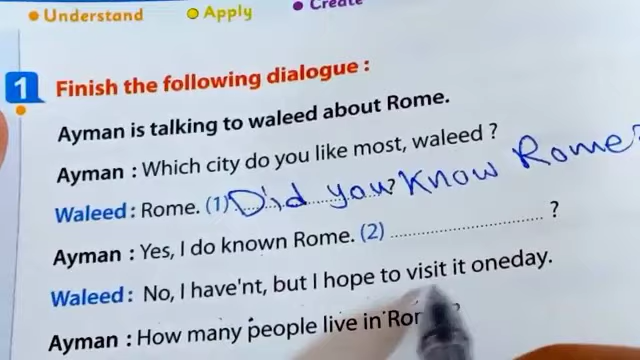 Understand Apply Create
1 Finish the following dialogue :
Ayman is talking to waleed about Rome.
Ayman : Which city do you like most, waleed ?
Waleed : Rome. (1) Did you know Rome? ?
Ayman : Yes, I do known Rome. (2) .................... ?
Waleed : No, I have'nt, but I hope to visit it oneday.
Ayman : How many people live in